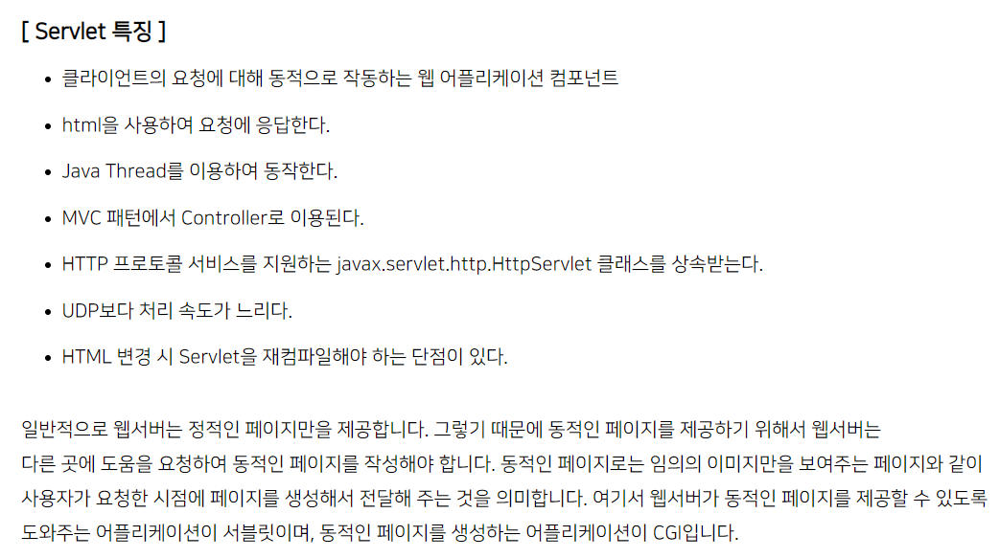 [ Servlet 특징 ]
• 클라이언트의 요청에 대해 동적으로 작동하는 웹 어플리케이션 컴포넌트
• html을 사용하여 요청에 응답한다.
• Java Thread를 이용하여 동작한다.
• MVC 패턴에서 Controller로 이용된다.
• HTTP 프로토콜 서비스를 지원하는 javax.servlet.http.HttpServlet 클래스를 상속받는다.
• UDP보다 처리 속도가 느리다.
• HTML 변경 시 Servlet을 재컴파일해야 하는 단점이 있다.
일반적으로 웹서버는 정적인 페이지만을 제공합니다. 그렇기 때문에 동적인 페이지를 제공하기 위해서 웹서버는
다른 곳에 도움을 요청하여 동적인 페이지를 작성해야 합니다. 동적인 페이지로는 임의의 이미지만을 보여주는 페이지와 같이
사용자가 요청한 시점에 페이지를 생성해서 전달해 주는 것을 의미합니다. 여기서 웹서버가 동적인 페이지를 제공할 수 있도록
도와주는 어플리케이션이 서블릿이며, 동적인 페이지를 생성하는 어플리케이션이 CGI입니다.